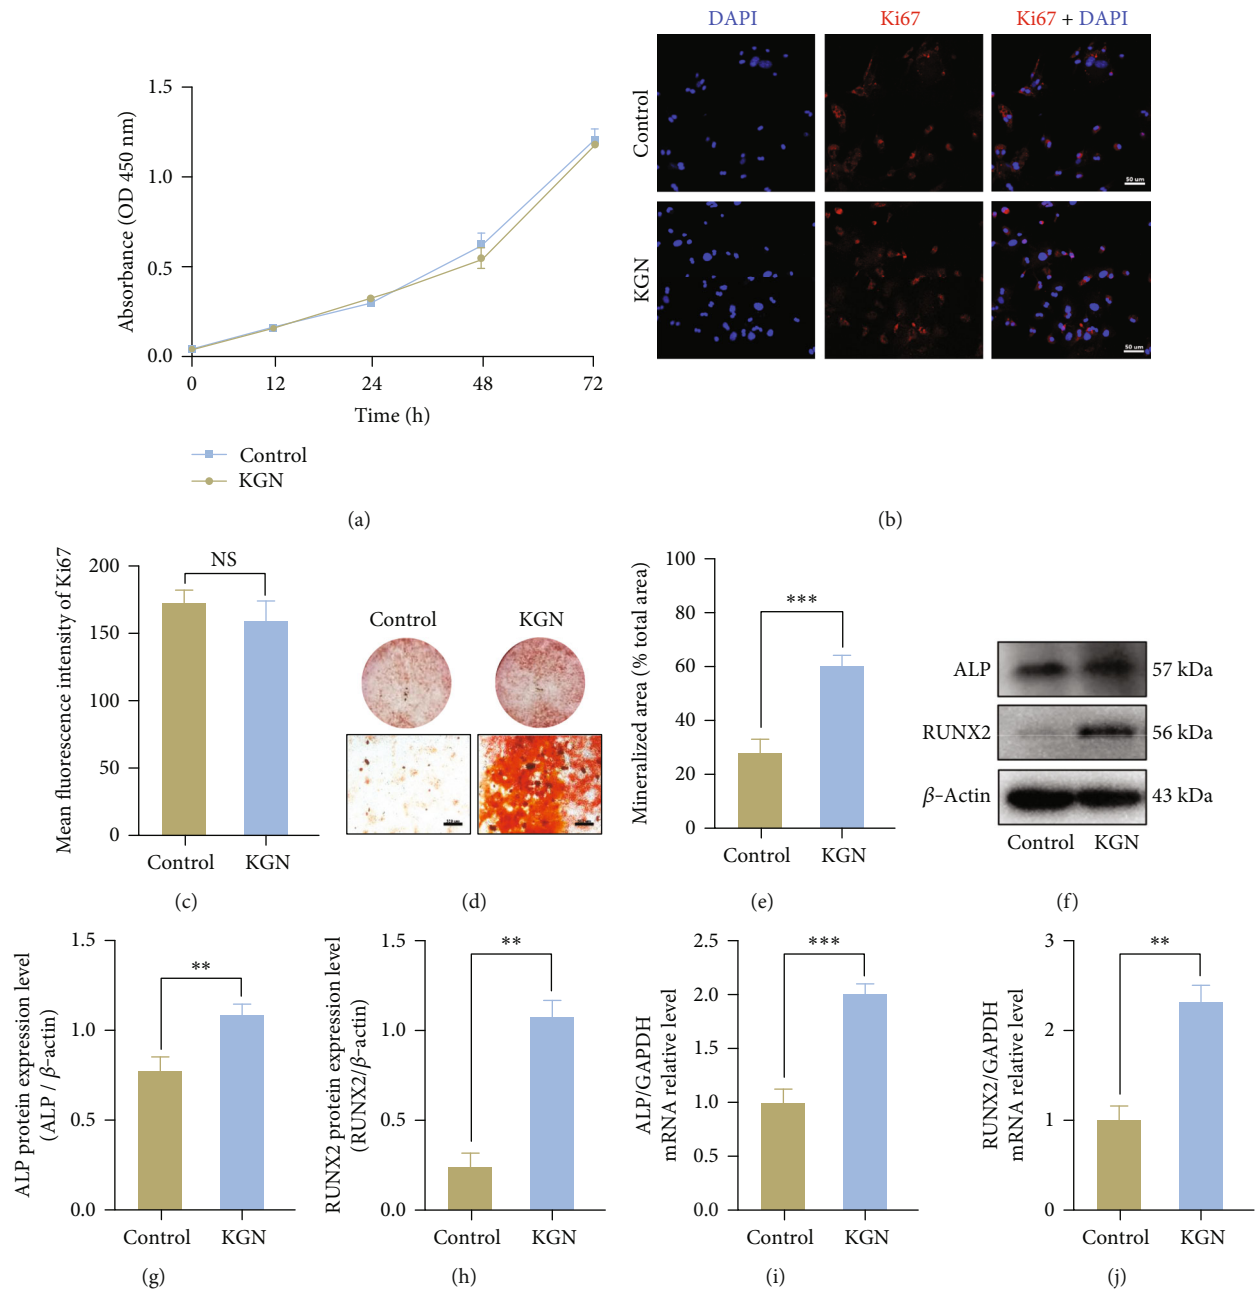 1.5
1.0
0.5
0.0
Absorbance (OD 450 nm)
0 12 24 48 72
Time (h)
Control
KGN
(a)
DAPI Ki67 Ki67 + DAPI
Control
50 um
KGN
50 um
(b)
200
150
100
50
0
Mean fluorescence intensity of Ki67
NS
Control KGN
(c)
Control KGN
(d)
100
80
60
40
20
0
Mineralized area (% total area)
***
Control KGN
(e)
ALP 57 kDa
RUNX2 56 kDa
β-Actin 43 kDa
Control KGN
(f)
1.5
1.0
0.5
0.0
ALP protein expression level
(ALP / β-actin)
**
Control KGN
(g)
1.5
1.0
0.5
0.0
RUNX2 protein expression level
(RUNX2/β-actin)
**
Control KGN
(h)
2.5
2.0
1.5
1.0
0.5
0.0
ALP/GAPDH
mRNA relative level
***
Control KGN
(i)
3
2
1
0
RUNX2/GAPDH
mRNA relative level
**
Control KGN
(j)